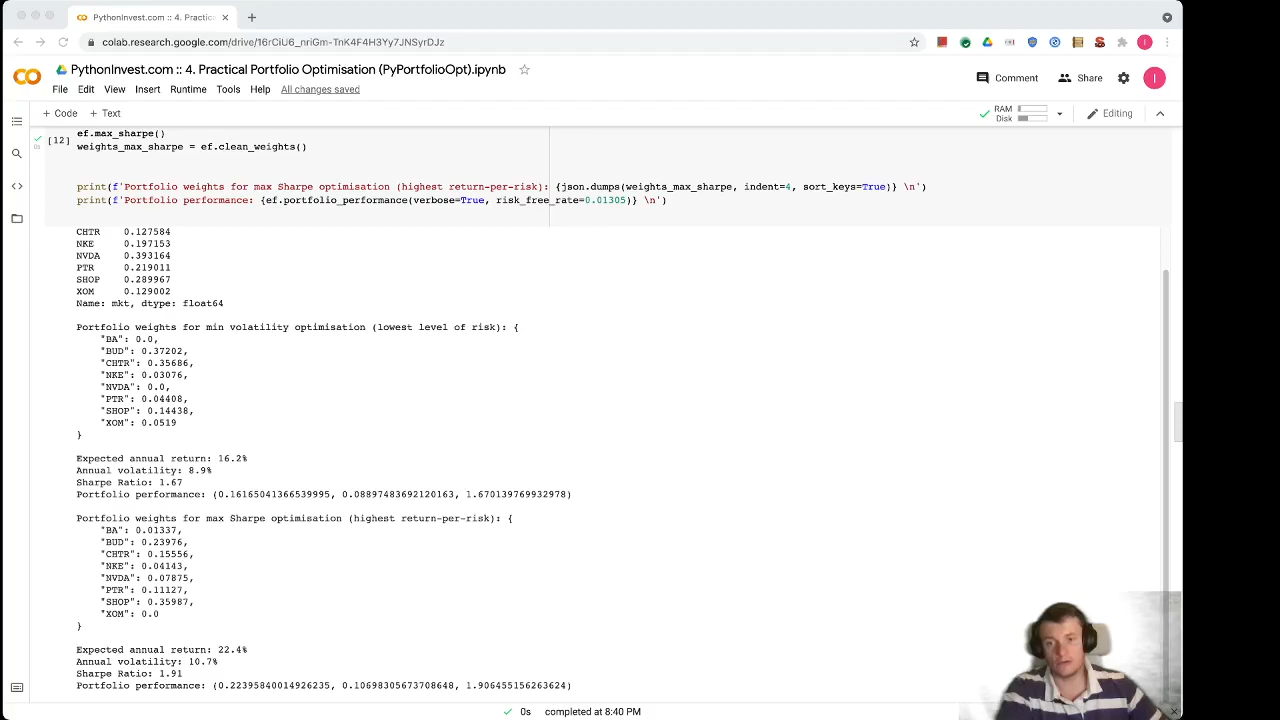 PythonInvest.com :: 4. Practic
colab.research.google.com/drive/16rCiU6_nriGm-TnK4F4H3Yy7JNSyrDJz
PythonInvest.com :: 4. Practical Portfolio Optimisation (PyPortfolioOpt).ipynb
Comment
Share
I
I
File Edit View Insert Runtime Tools Help All changes saved
+ Code + Text
RAM
Disk
Editing
ef.max_sharpe()
[12]
0s
weights_max_sharpe = ef.clean_weights()
print(f'Portfolio weights for max Sharpe optimisation (highest return-per-risk): {json.dumps(weights_max_sharpe, indent=4, sort_keys=True)} \n')
print(f'Portfolio performance: {ef.portfolio_performance(verbose=True, risk_free_rate=0.01305)} \n')
CHTR 0.127584
NKE 0.197153
NVDA 0.393164
PTR 0.219011
SHOP 0.289967
XOM 0.129002
Name: mkt, dtype: float64
Portfolio weights for min volatility optimisation (lowest level of risk): {
"BA": 0.0,
"BUD": 0.37202,
"CHTR": 0.35686,
"NKE": 0.03076,
"NVDA": 0.0,
"PTR": 0.04408,
"SHOP": 0.14438,
"XOM": 0.0519
}
Expected annual return: 16.2%
Annual volatility: 8.9%
Sharpe Ratio: 1.67
Portfolio performance: (0.16165041366539995, 0.08897483692120163, 1.670139769932978)
Portfolio weights for max Sharpe optimisation (highest return-per-risk): {
"BA": 0.01337,
"BUD": 0.23976,
"CHTR": 0.15556,
"NKE": 0.04143,
"NVDA": 0.07875,
"PTR": 0.11127,
"SHOP": 0.35987,
"XOM": 0.0
}
Expected annual return: 22.4%
Annual volatility: 10.7%
Sharpe Ratio: 1.91
Portfolio performance: (0.22395840014926235, 0.10698305673708648, 1.906455156263624)
0s completed at 8:40 PM